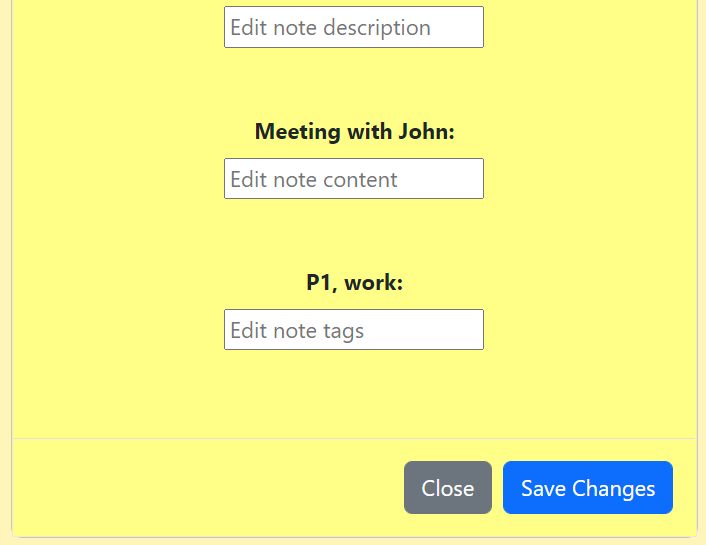 Edit note description
Meeting with John:
Edit note content
P1, work:
Edit note tags
Close
Save Changes